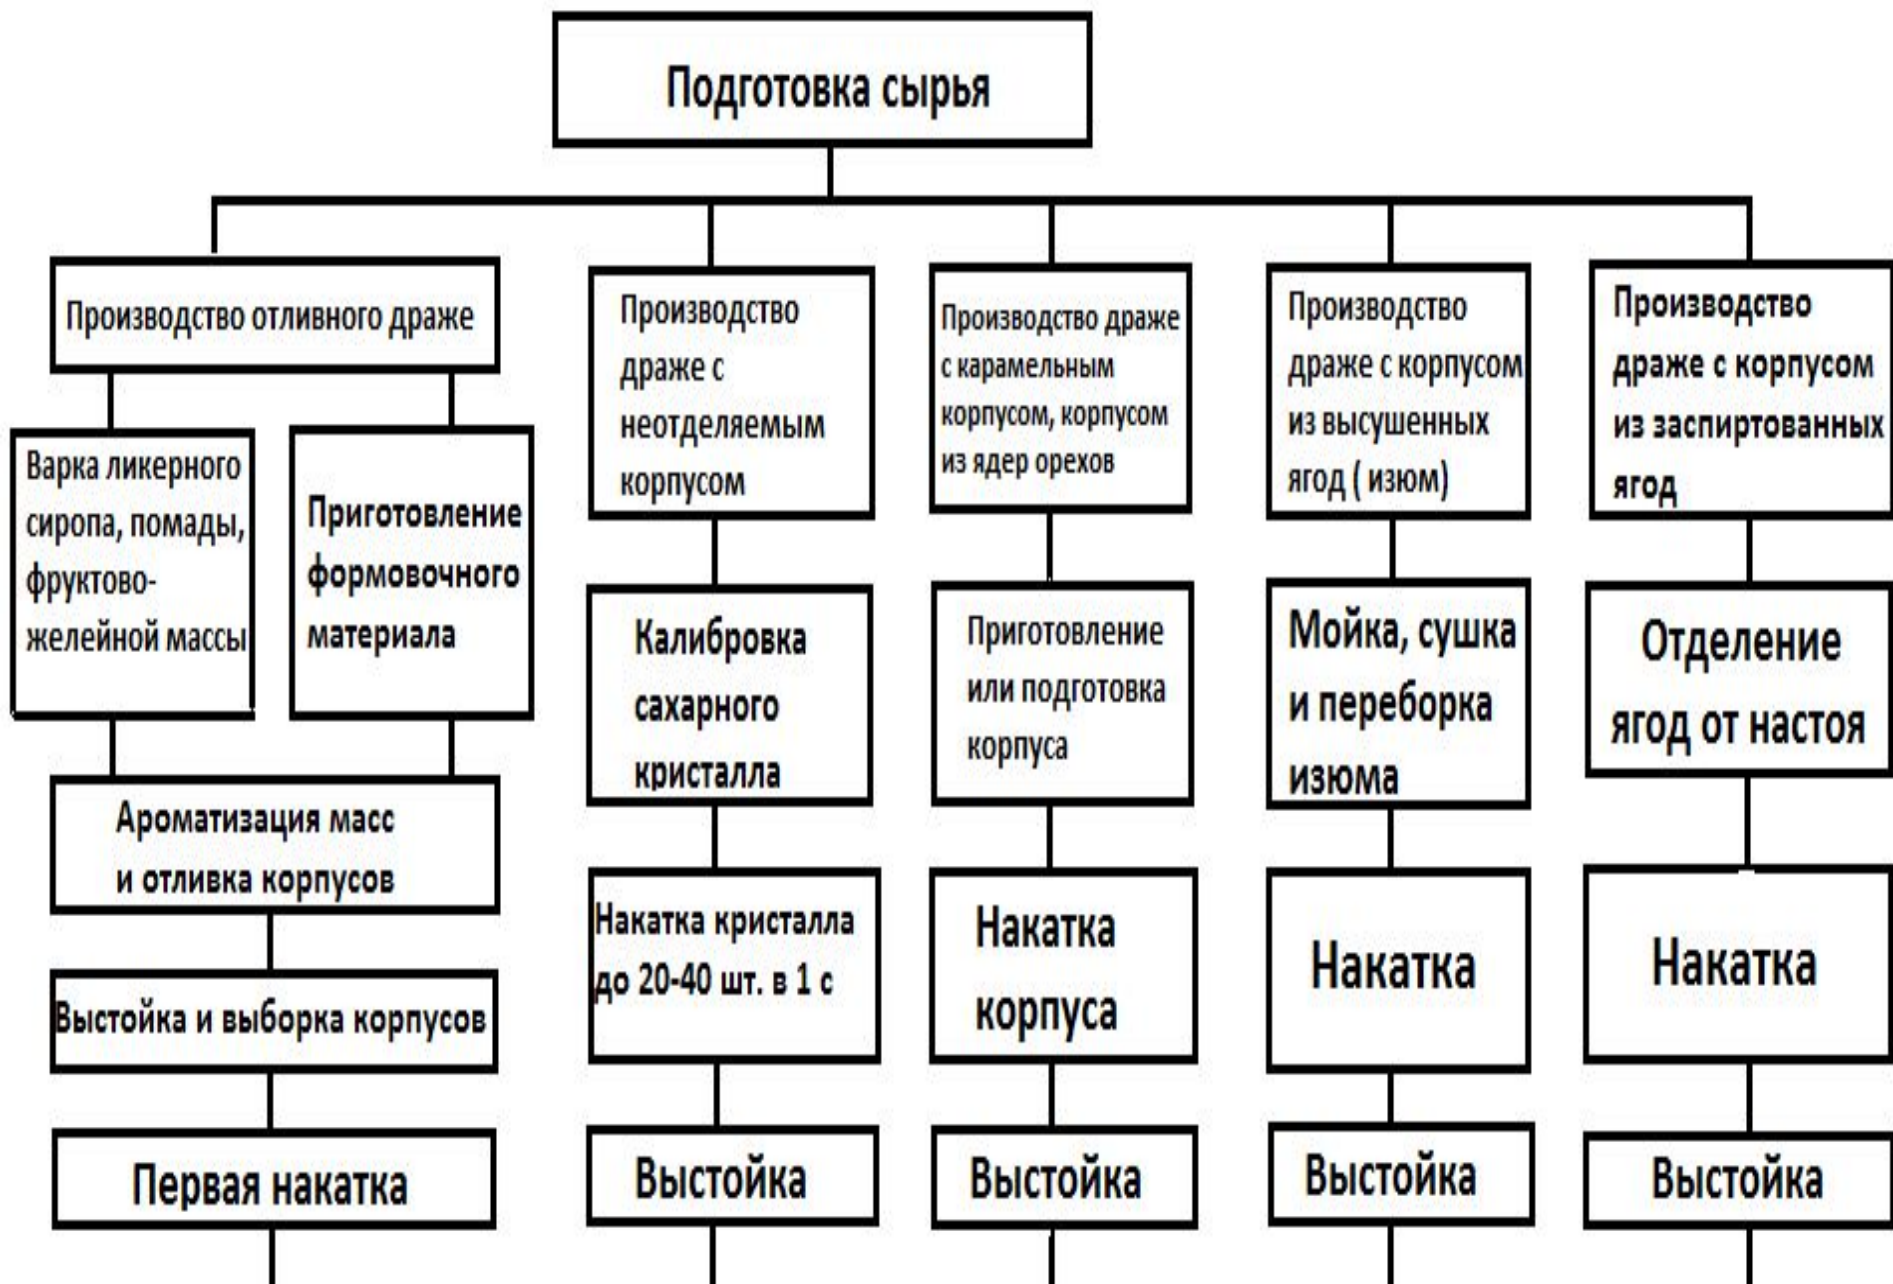 Подготовка сырья
Производство отливного драже
Производство
драже с
неотделяемым
корпусом
Производство драже
с карамельным
корпусом, корпусом
из ядер орехов
Производство
драже с корпусом
из высушенных
ягод ( изюм)
Производство
драже с корпусом
из заспиртованных
ягод
Варка ликерного
сиропа, помады,
фруктово-
желейной массы
Приготовление
формовочного
материала
Калибровка
сахарного
кристалла
Приготовление
или подготовка
корпуса
Мойка, сушка
и переборка
изюма
Отделение
ягод от настоя
Ароматизация масс
и отливка корпусов
Накатка кристалла
до 20-40 шт. в 1 с
Накатка
корпуса
Накатка
Накатка
Выстойка и выборка корпусов
Первая накатка
Выстойка
Выстойка
Выстойка
Выстойка